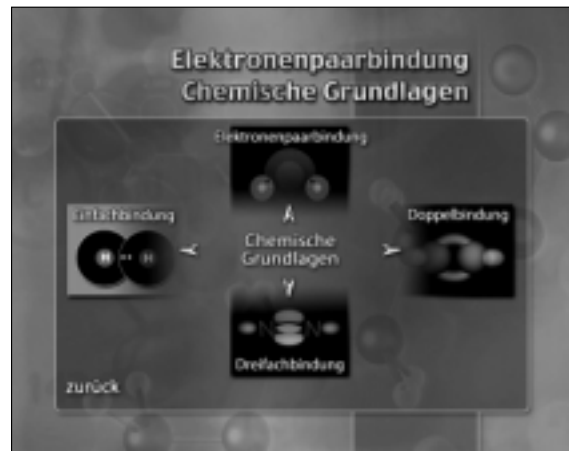 Elektronenpaarbindung
Chemische Grundlagen
Elektronenpaarbindung
Einfachbindung
H
H
Doppelbindung
Chemische
Grundlagen
N
N
Dreifachbindung
zurück